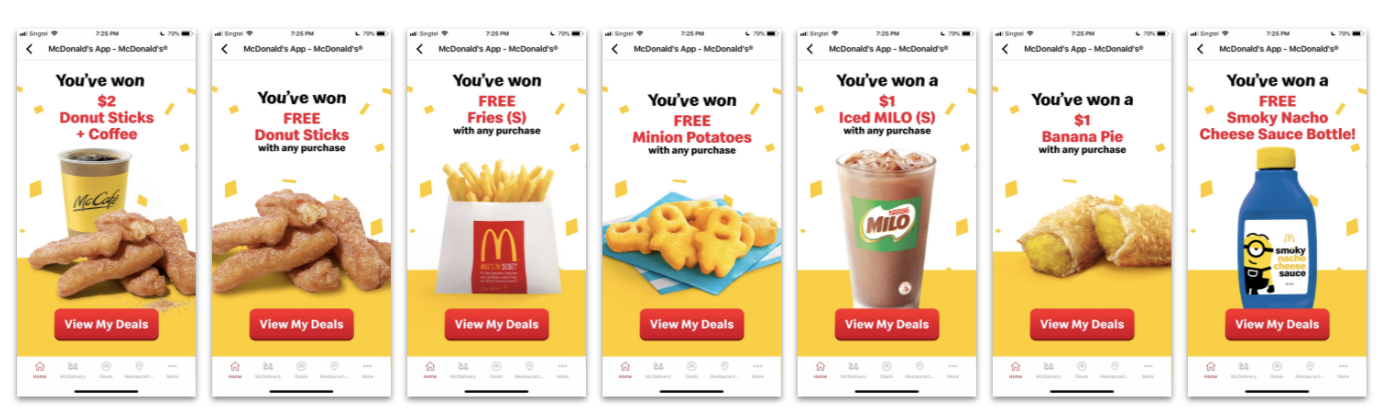 Singtel 7:25 PM 79%
McDonald's App - McDonald's®
You've won
$2
Donut Sticks
+ Coffee
McCafé
View My Deals
Home McDelivery Deals Restaurant... More
Singtel 7:25 PM 79%
McDonald's App - McDonald's®
You've won
FREE
Donut Sticks
with any purchase
View My Deals
Home McDelivery Deals Restaurant... More
Singtel 7:25 PM 79%
McDonald's App - McDonald's®
You've won
FREE
Fries (S)
with any purchase
View My Deals
Home McDelivery Deals Restaurant... More
Singtel 7:25 PM 79%
McDonald's App - McDonald's®
You've won
FREE
Minion Potatoes
with any purchase
View My Deals
Home McDelivery Deals Restaurant... More
Singtel 7:25 PM 79%
McDonald's App - McDonald's®
You've won a
$1
Iced MILO (S)
with any purchase
Nestlé
MILO
View My Deals
Home McDelivery Deals Restaurant... More
Singtel 7:25 PM 79%
McDonald's App - McDonald's®
You've won a
$1
Banana Pie
with any purchase
View My Deals
Home McDelivery Deals Restaurant... More
Singtel 7:25 PM 79%
McDonald's App - McDonald's®
You've won a
FREE
Smoky Nacho
Cheese Sauce Bottle!
smoky
nacho
cheese
sauce
View My Deals
Home McDelivery Deals Restaurant... More